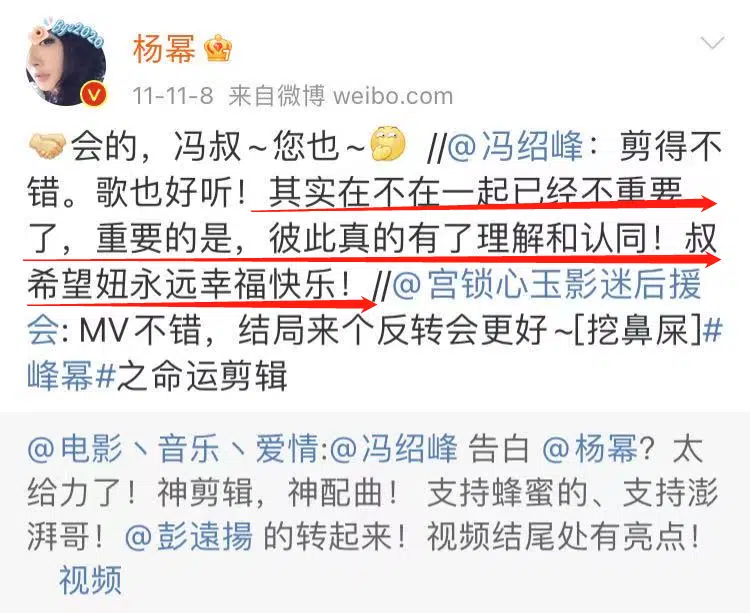 Bye2020
杨幂
11-11-8 来自微博 weibo.com
会的，冯叔~您也~ //@冯绍峰：剪得不
错。歌也好听！其实在不在一起已经不重要
了，重要的是，彼此真的有了理解和认同！叔
希望妞永远幸福快乐！//@宫锁心玉影迷后援
会: MV不错，结局来个反转会更好~[挖鼻屎]#
峰幂#之命运剪辑
@电影丶音乐丶爱情:@冯绍峰 告白 @杨幂？太
给力了！神剪辑，神配曲！ 支持蜂蜜的、支持澎
湃哥！@彭遠揚 的转起来！视频结尾处有亮点！
视频